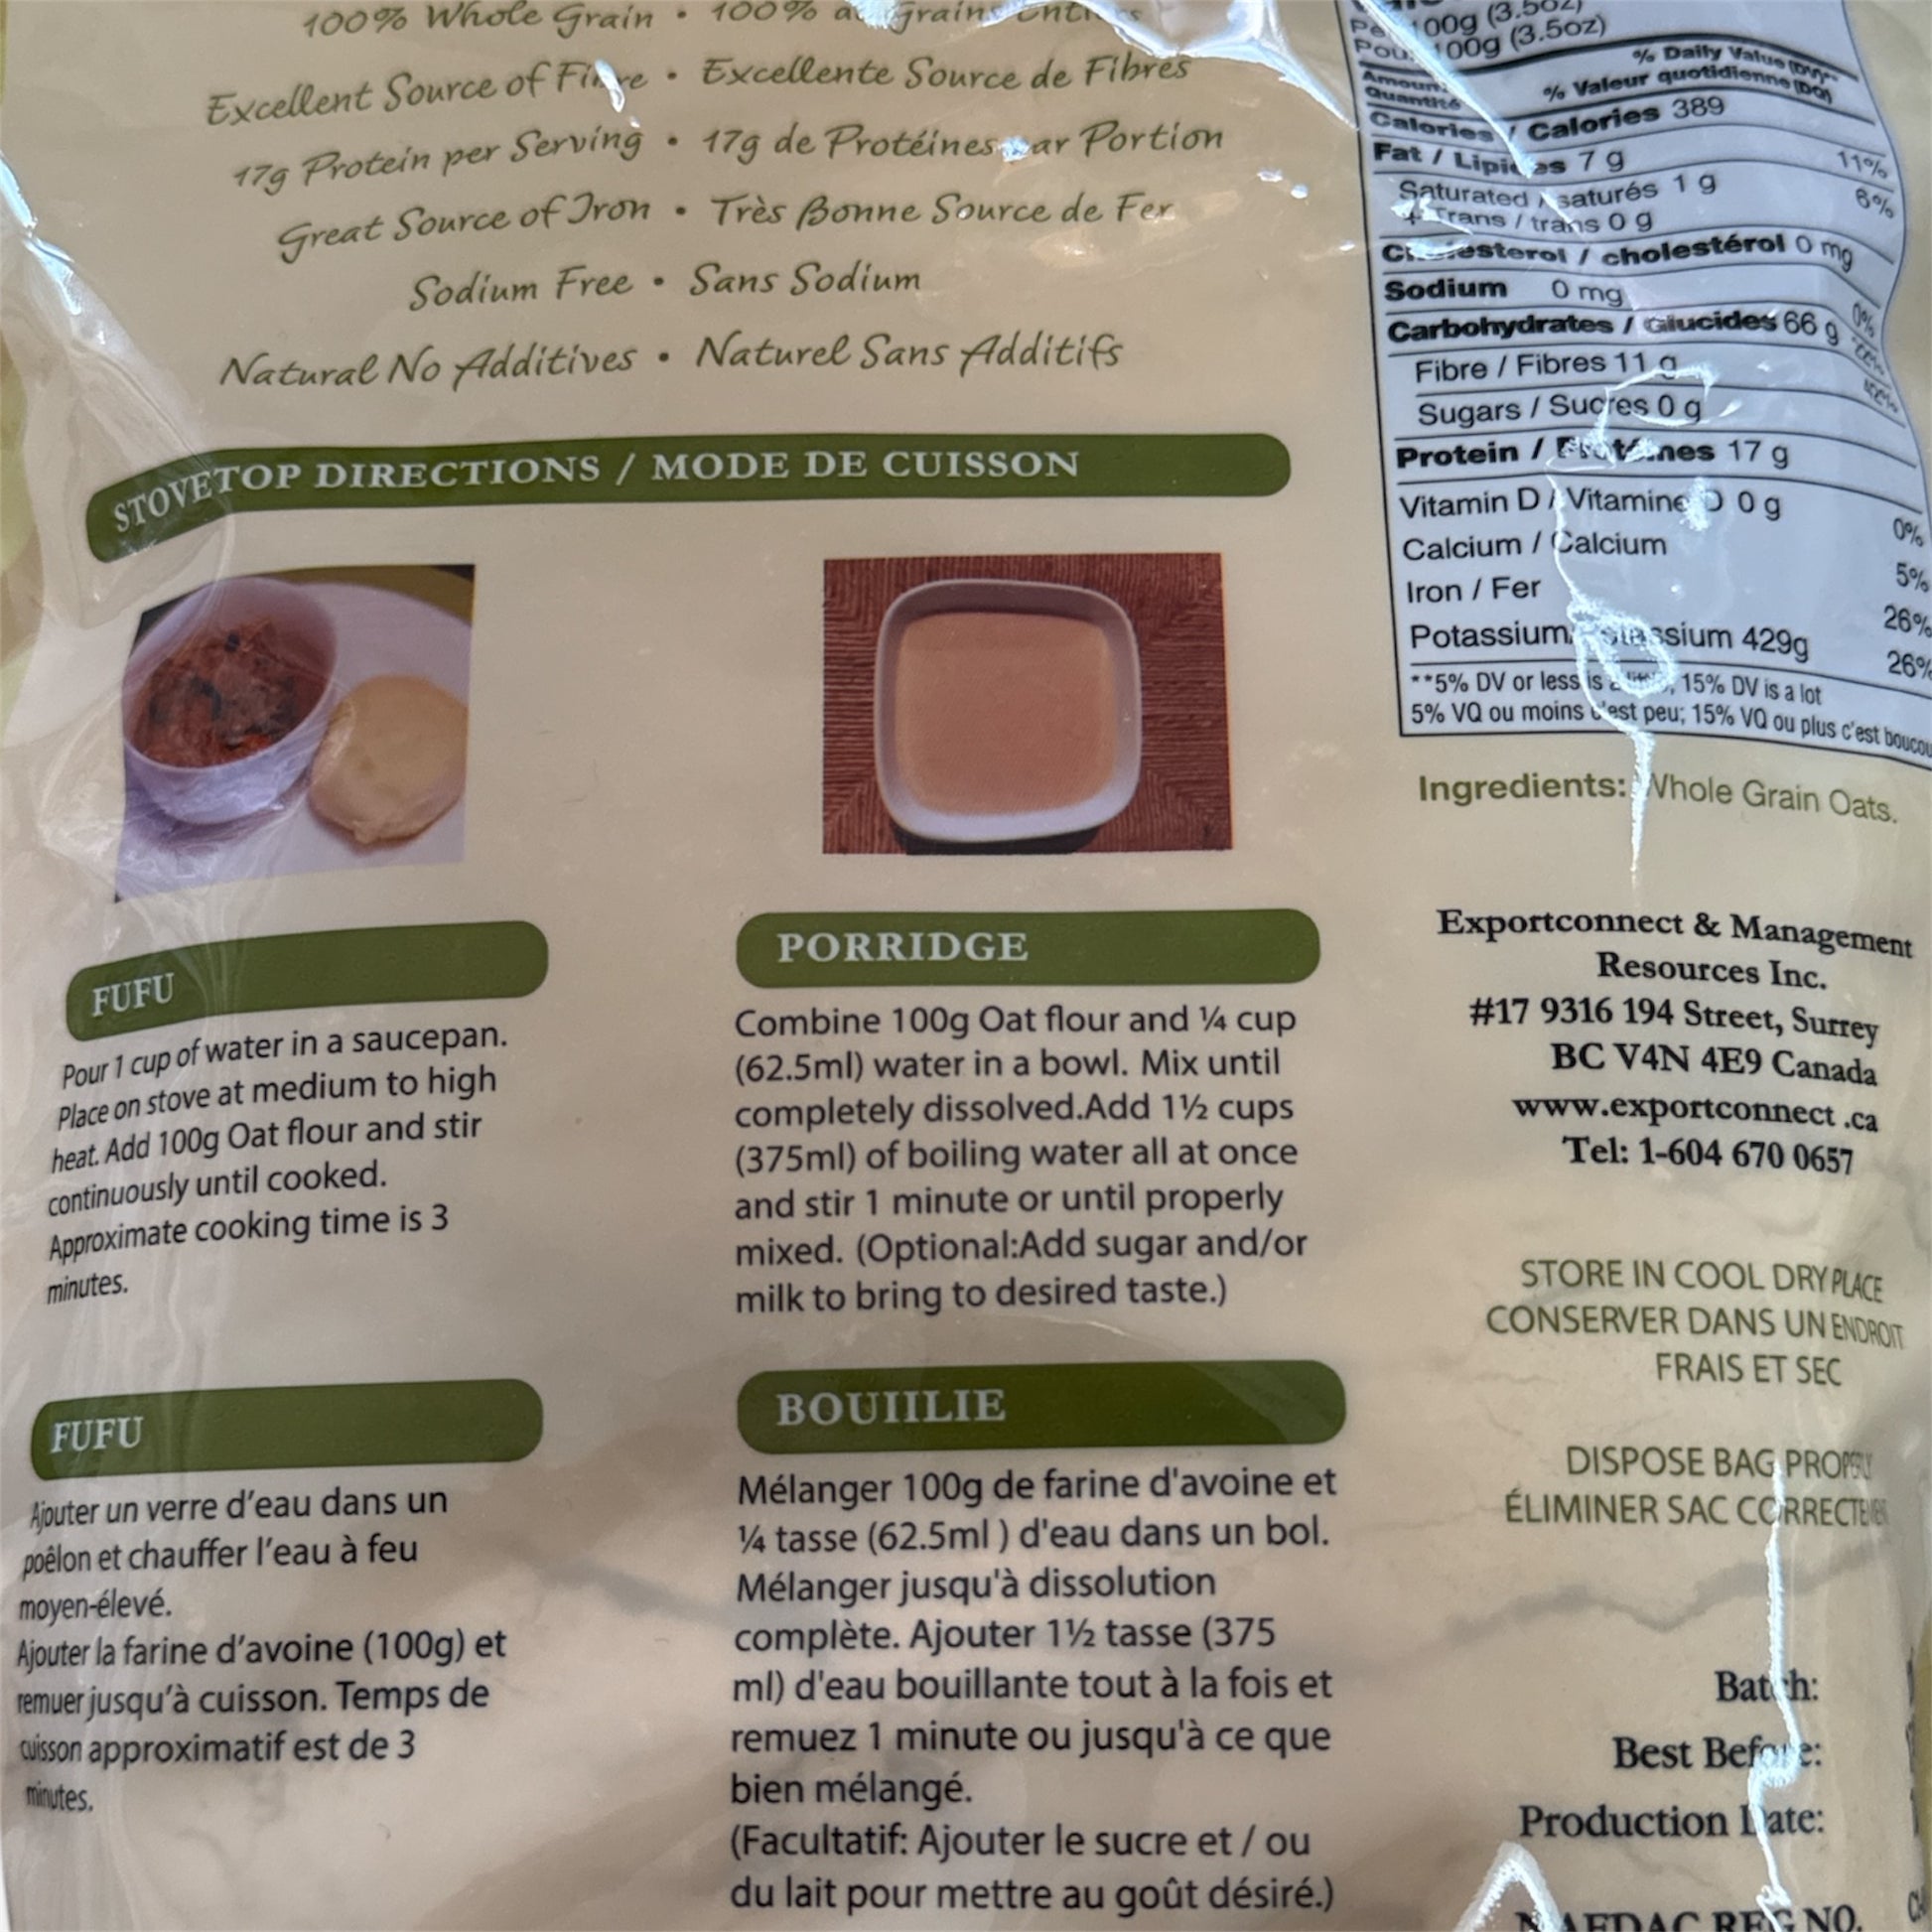 100% Whole Grain • 100%
Excellent Source of Fibre • Excellente Source de Fibres
17g Protein per Serving • 17g de Protéines par Portion
Great Source of Iron • Très Bonne Source de Fer
Sodium Free • Sans Sodium
Natural No Additives • Naturel Sans Additifs
STOVETOP DIRECTIONS / MODE DE CUISSON
FUFU
Pour 1 cup of water in a saucepan.
Place on stove at medium to high
heat. Add 100g Oat flour and stir
continuously until cooked.
Approximate cooking time is 3
minutes.
FUFU
Ajouter un verre d'eau dans un
poêlon et chauffer l'eau à feu
moyen-élevé.
Ajouter la farine d'avoine (100g) et
remuer jusqu'à cuisson. Temps de
cuisson approximatif est de 3
minutes.
PORRIDGE
Combine 100g Oat flour and ¼ cup
(62.5ml) water in a bowl. Mix until
completely dissolved.Add 1½ cups
(375ml) of boiling water all at once
and stir 1 minute or until properly
mixed. (Optional:Add sugar and/or
milk to bring to desired taste.)
BOUIILIE
Mélanger 100g de farine d'avoine et
¼ tasse (62.5ml ) d'eau dans un bol.
Mélanger jusqu'à dissolution
complète. Ajouter 1½ tasse (375
ml) d'eau bouillante tout à la fois et
remuez 1 minute ou jusqu'à ce que
bien mélangé.
(Facultatif: Ajouter le sucre et / ou
du lait pour mettre au goût désiré.)
100g (3.5oz)
100g (3.5oz)
% Daily Value (DV)**
Amount
Quantité % Valeur quotidienne (DQ)
Calories / Calories 389
Fat / Lipides 7 g 11%
Saturated / saturés 1 g 6%
+ Trans / trans 0 g
Cholesterol / cholestérol 0 mg
Sodium 0 mg 0%
Carbohydrates / Glucides 66 g 22%
Fibre / Fibres 11 g
Sugars / Sucres 0 g
Protein / Protéines 17 g
Vitamin D / Vitamine D 0 g 0%
Calcium / Calcium 5%
Iron / Fer 26%
Potassium / Potassium 429g 26%
**5% DV or less is a little, 15% DV is a lot
5% VQ ou moins c'est peu; 15% VQ ou plus c'est
Ingredients: Whole Grain Oats.
Exportconnect & Management
Resources Inc.
#17 9316 194 Street, Surrey
BC V4N 4E9 Canada
www.exportconnect .ca
Tel: 1-604 670 0657
STORE IN COOL DRY PLACE
CONSERVER DANS UN ENDROIT
FRAIS ET SEC
DISPOSE BAG PROPERLY
ÉLIMINER SAC CORRECTEMENT
Batch:
Best Before:
Production Date:
NAFDAC REG NO